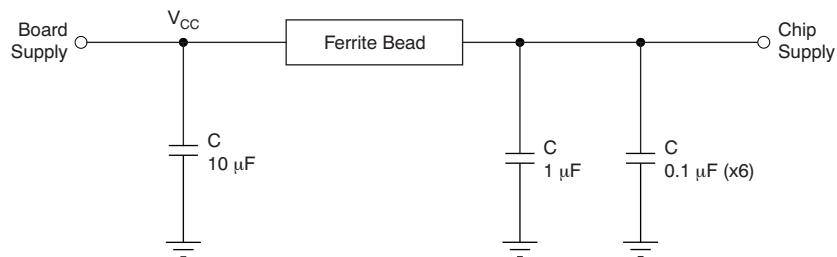 Board
Supply
V_CC
Ferrite Bead
Chip
Supply
C
10 μF
C
1 μF
C
0.1 μF (x6)